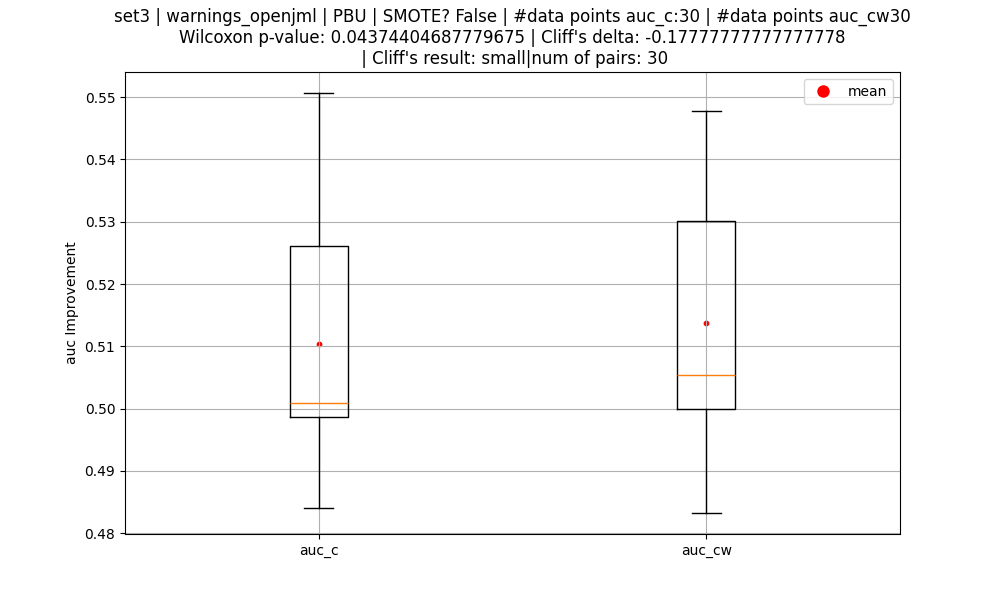 set3 | warnings_openjml | PBU | SMOTE? False | #data points auc_c:30 | #data points auc_cw30
Wilcoxon p-value: 0.04374404687779675 | Cliff's delta: -0.17777777777777778
| Cliff's result: small|num of pairs: 30
mean
0.55
0.54
0.53
0.52
0.51
0.50
0.49
0.48
auc Improvement
auc_c
auc_cw